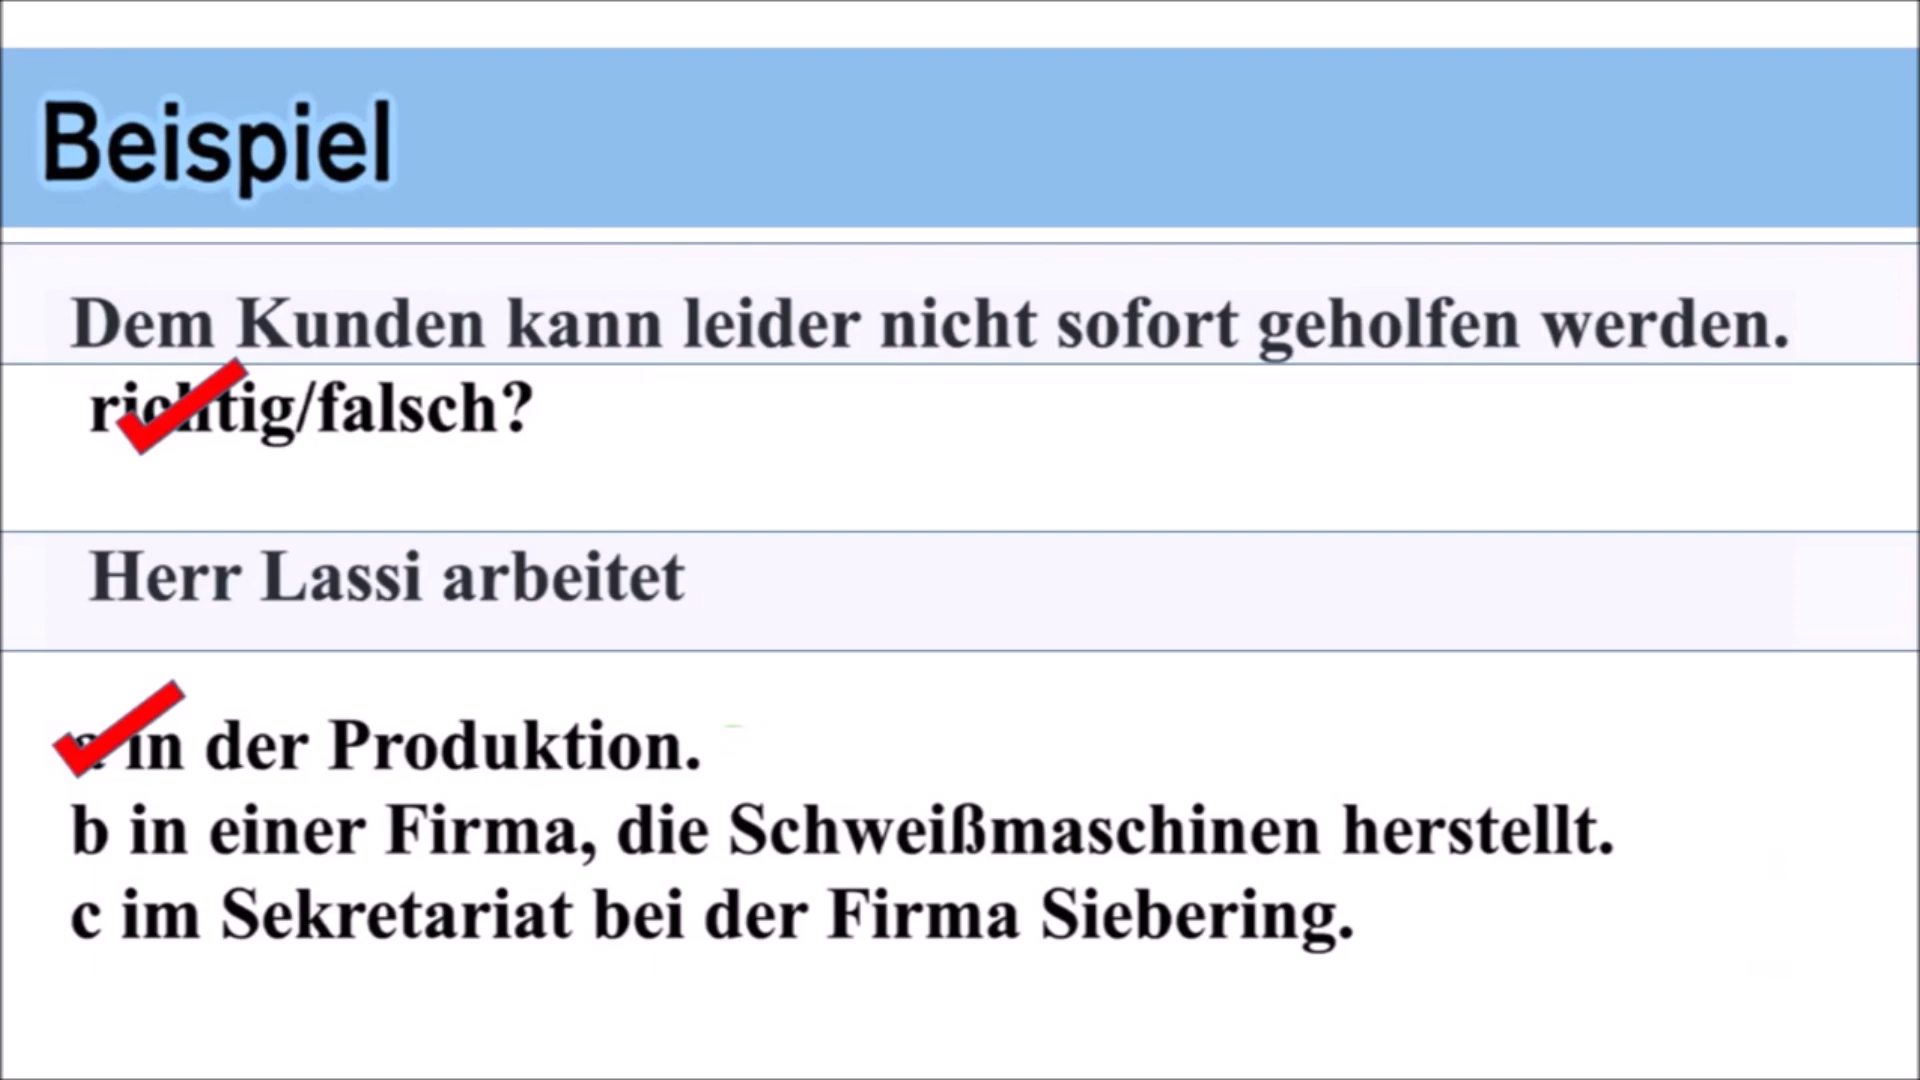 Beispiel
Dem Kunden kann leider nicht sofort geholfen werden.
richtig/falsch?
Herr Lassi arbeitet
a in der Produktion.
b in einer Firma, die Schweißmaschinen herstellt.
c im Sekretariat bei der Firma Siebering.